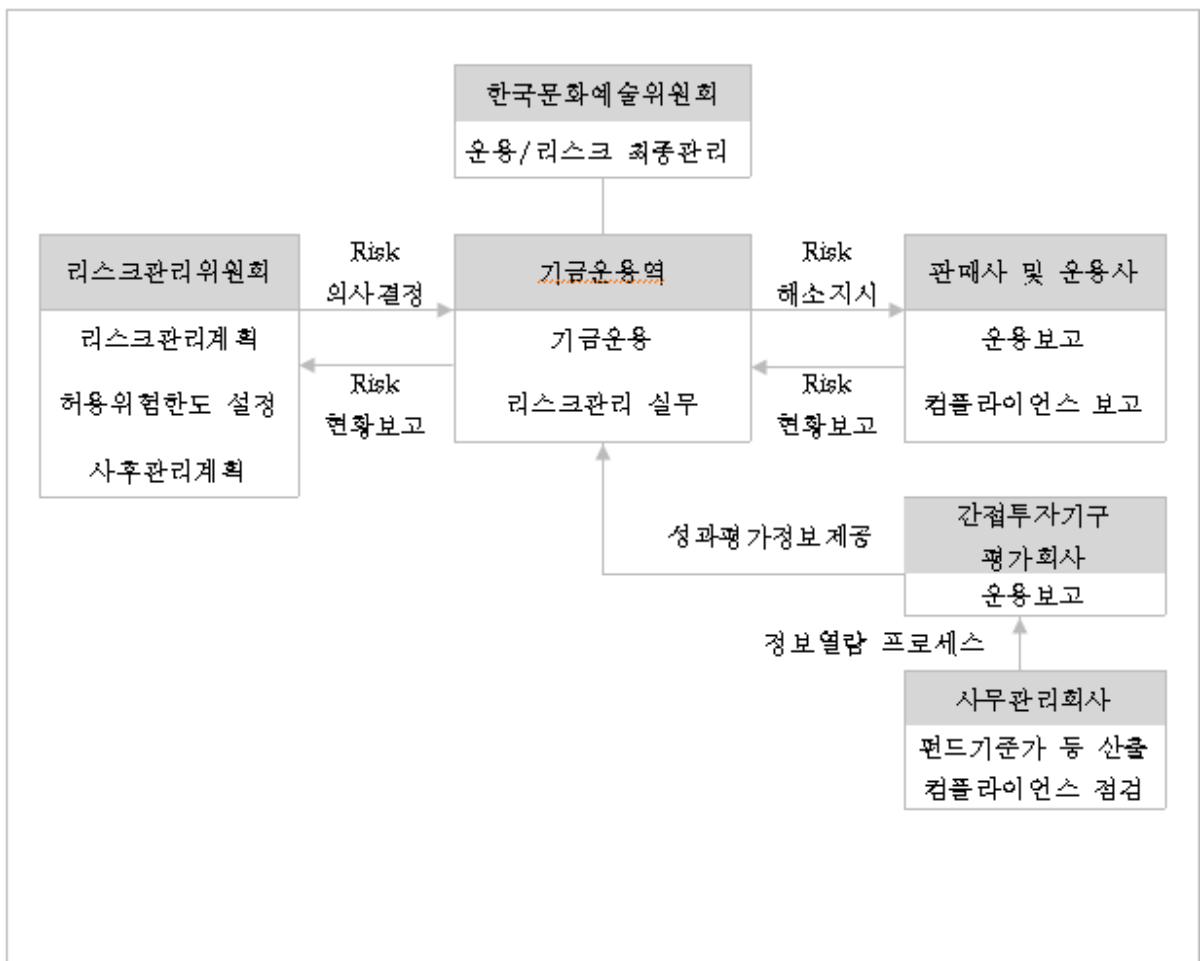 한국문화예술위원회
운용/리스크 최종관리
리스크관리위원회
리스크관리계획
허용위험한도 설정
사후관리계획
Risk
의사결정
Risk
현황보고
기금운용역
기금운용
리스크관리 실무
Risk
해소지시
Risk
현황보고
판매사 및 운용사
운용보고
컴플라이언스 보고
성과평가정보제공
간접투자기구
평가회사
운용보고
정보열람 프로세스
사무관리회사
펀드기준가 등 산출
컴플라이언스 점검